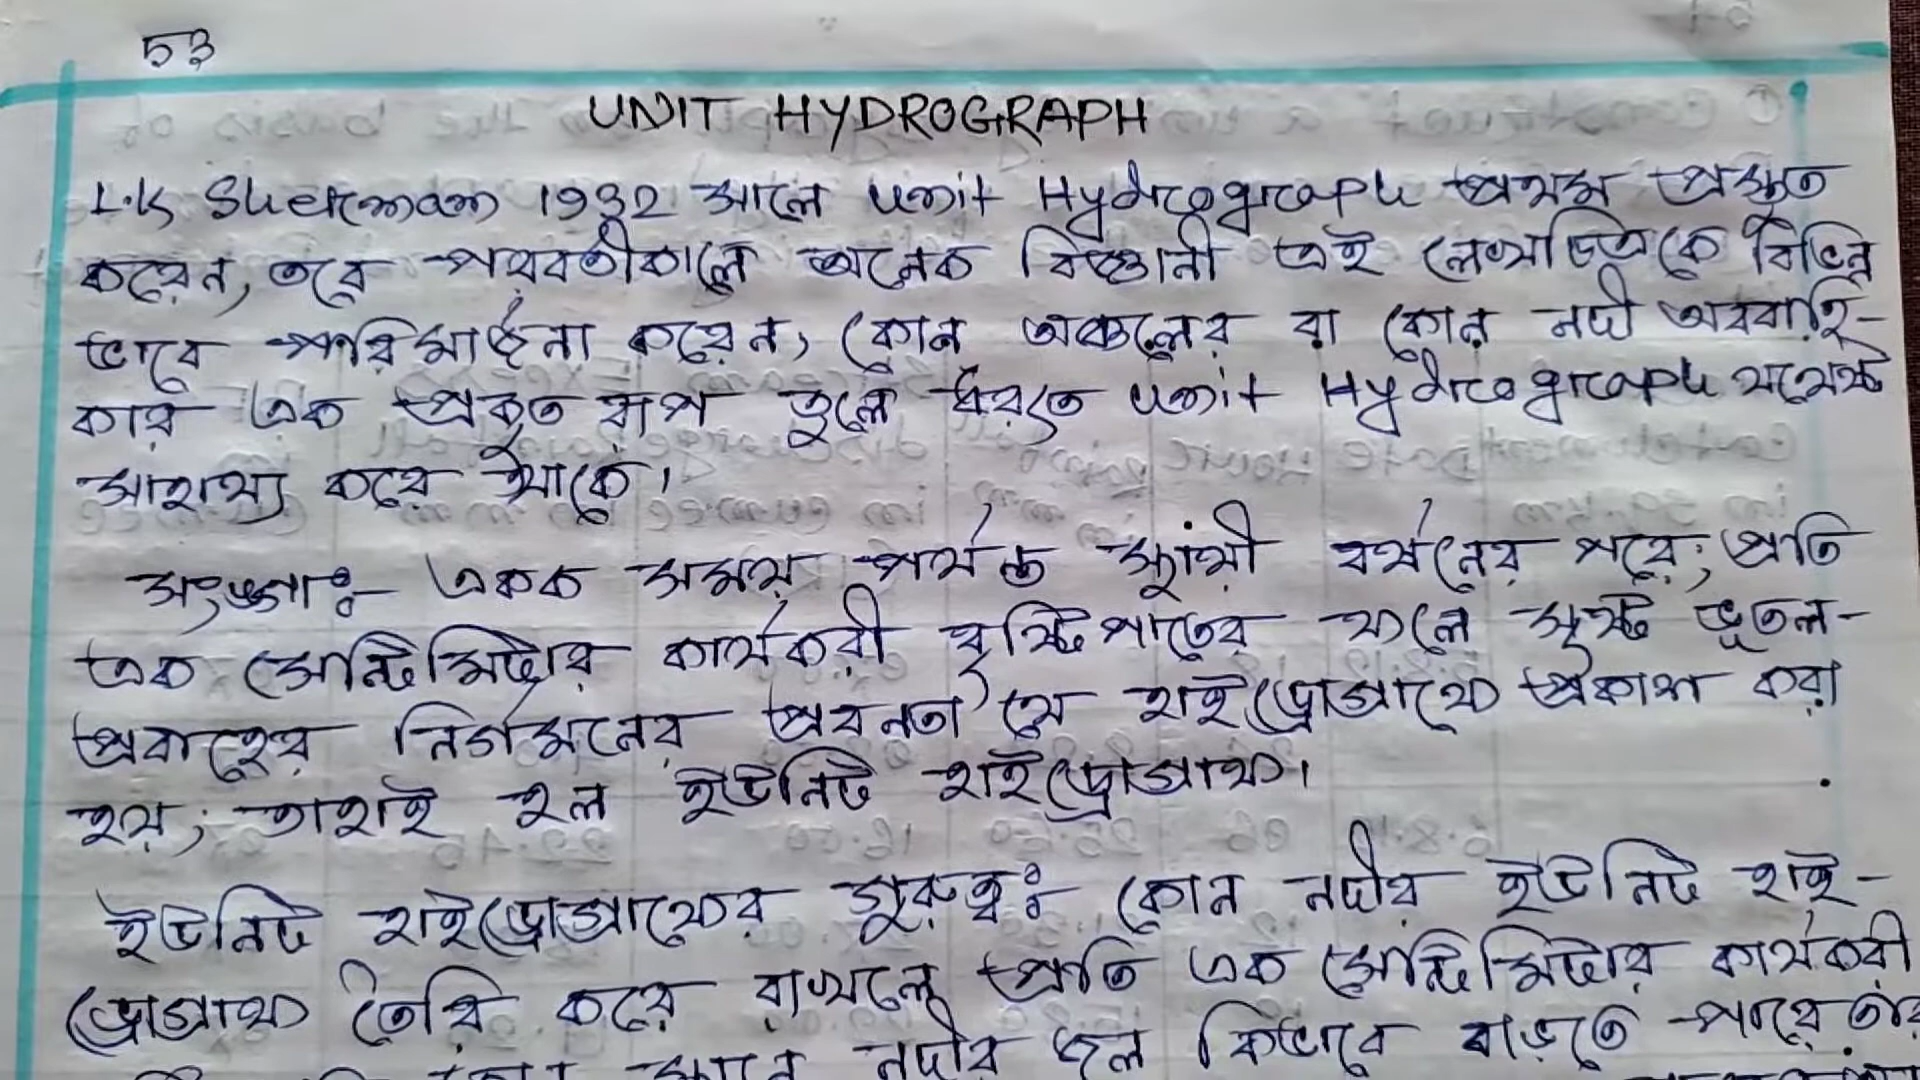 53
UNIT HYDROGRAPH
L.K Sherman 1932 সালে Unit Hydrograph প্রথম প্রস্তুত
করেন, তবে পরবর্তীকালে অনেক বিজ্ঞানী এই লেখচিত্রকে বিভিন্ন
ভাবে পরিমার্জনা করেন, কোন অঞ্চলের বা কোন নদী অববাহি-
কার এক প্রকৃত রূপ তুলে ধরতে Unit Hydrograph যথেষ্ট
সাহায্য করে থাকে।
সংজ্ঞাঃ- একক সময় পর্যন্ত স্থায়ী বর্ষনের পরে, প্রতি
এক সেন্টিমিটার কার্যকরী বৃষ্টিপাতের ফলে সৃষ্ট ভূতল-
প্রবাহের নির্গমনের প্রবনতা যে হাইড্রোগ্রাফে প্রকাশ করা
হয়, তাহাই হল ইউনিট হাইড্রোগ্রাফ।
ইউনিট হাইড্রোগ্রাফের গুরুত্বঃ- কোন নদীর ইউনিট হাই-
ড্রোগ্রাফ তৈরি করে রাখলে প্রতি এক সেন্টিমিটার কার্যকরী
নদীর জল কিভাবে বাড়তে পারে তার